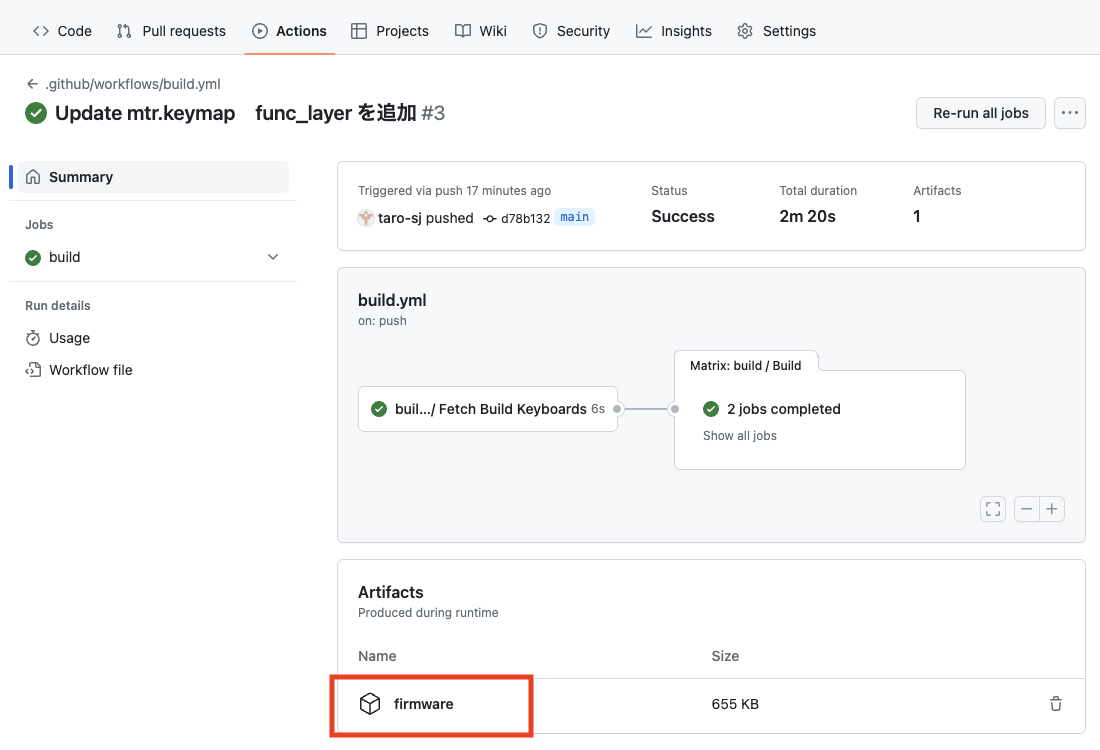 Code Pull requests Actions Projects Wiki Security Insights Settings
.github/workflows/build.yml
Update mtr.keymap　func_layer を追加 #3
Re-run all jobs
Summary
Jobs
build
Run details
Usage
Workflow file
Triggered via push 17 minutes ago
taro-sj pushed d78b132 main
Status
Success
Total duration
2m 20s
Artifacts
1
build.yml
on: push
buil.../ Fetch Build Keyboards 6s
Matrix: build / Build
2 jobs completed
Show all jobs
Artifacts
Produced during runtime
Name Size
firmware 655 KB